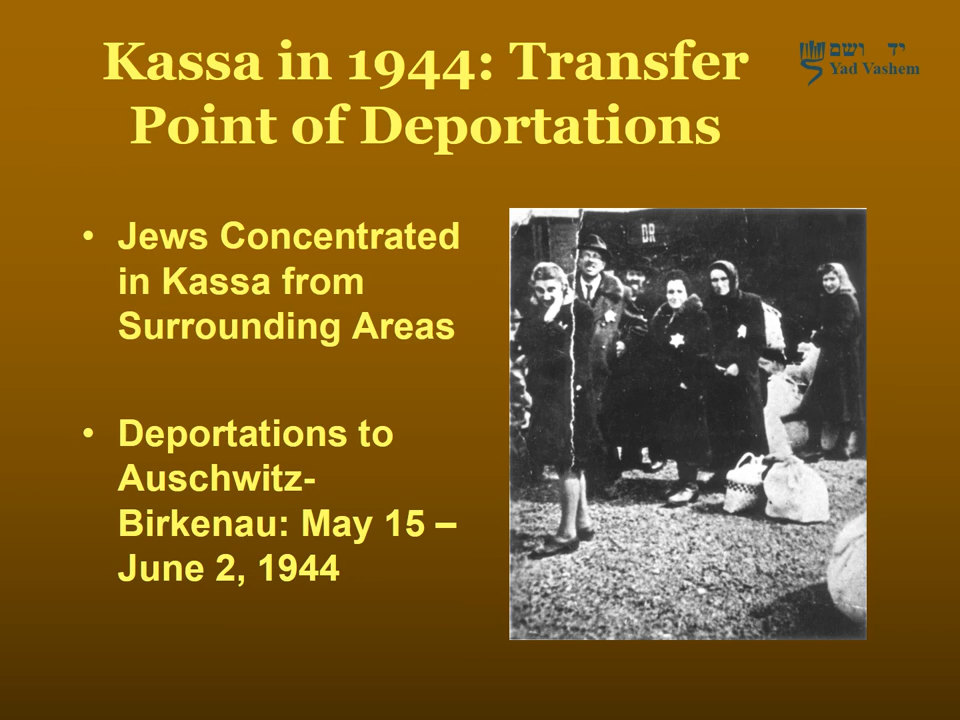 Kassa in 1944: Transfer
Point of Deportations
יד ושם
Yad Vashem
• Jews Concentrated
in Kassa from
Surrounding Areas
• Deportations to
Auschwitz-
Birkenau: May 15 –
June 2, 1944
DR